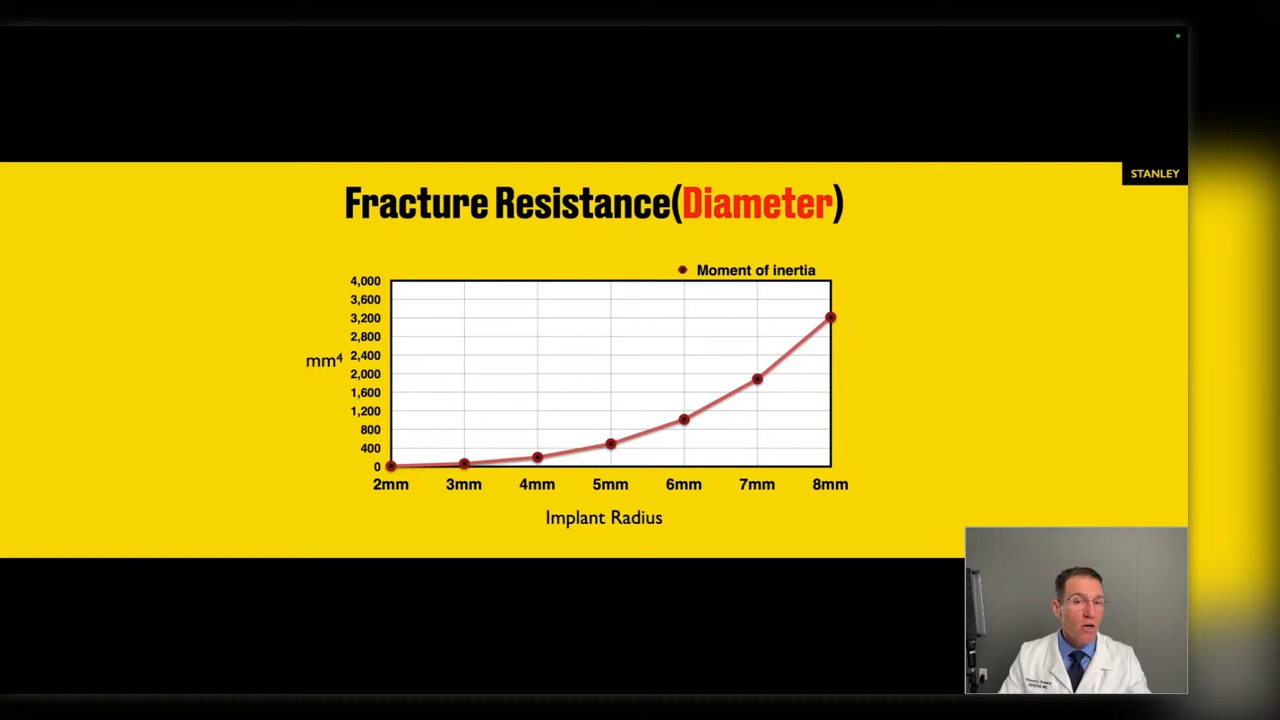 STANLEY
Fracture Resistance(Diameter)
Moment of inertia
4,000
3,600
3,200
2,800
2,400
mm⁴
2,000
1,600
1,200
800
400
0
2mm 3mm 4mm 5mm 6mm 7mm 8mm
Implant Radius